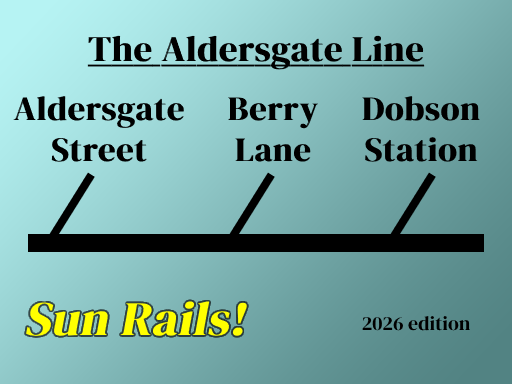 The Aldersgate Line
Aldersgate
Street
Berry
Lane
Dobson
Station
Sun Rails!
2026 edition